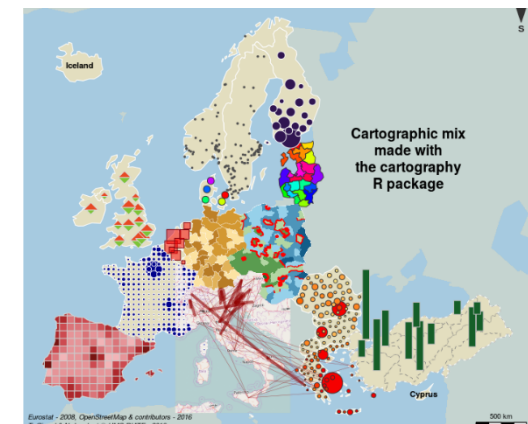 S
Iceland
Cartographic mix
made with
the cartography
R package
Cyprus
Eurostat - 2008, OpenStreetMap & contributors - 2016
500 km